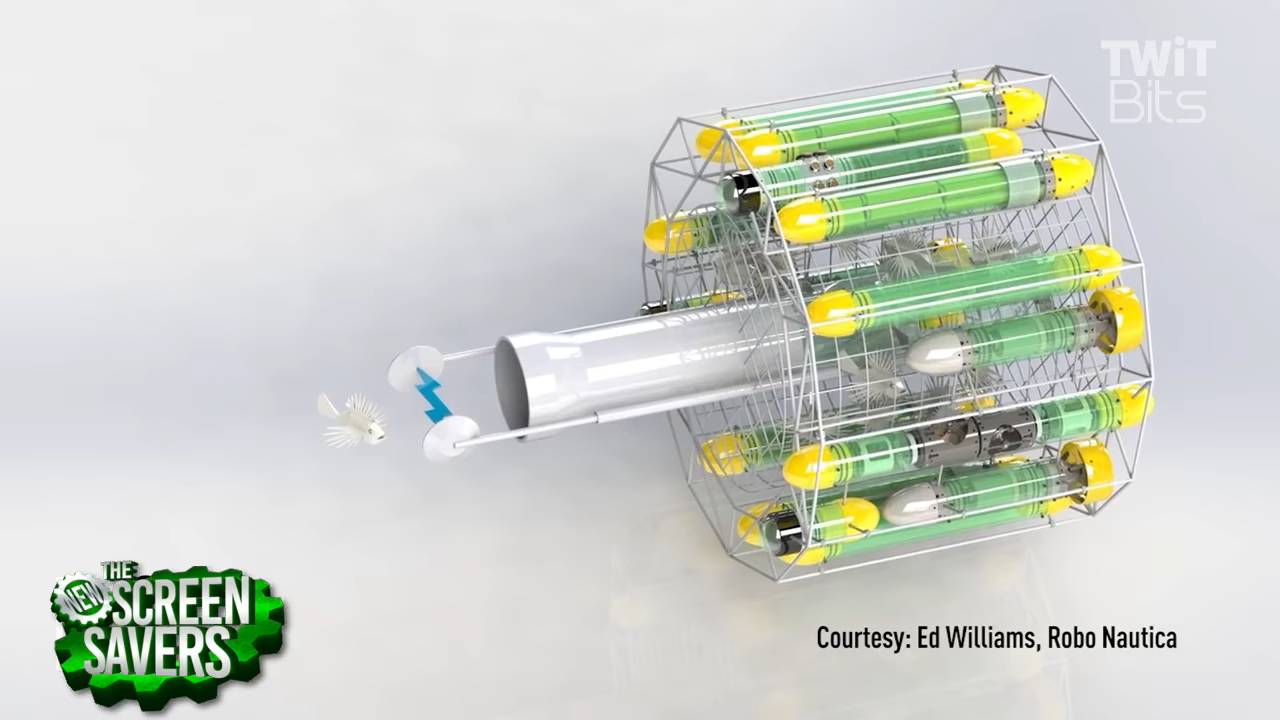 TWiT
Bits
THE
NEW
SCREEN
SAVERS
Courtesy: Ed Williams, Robo Nautica